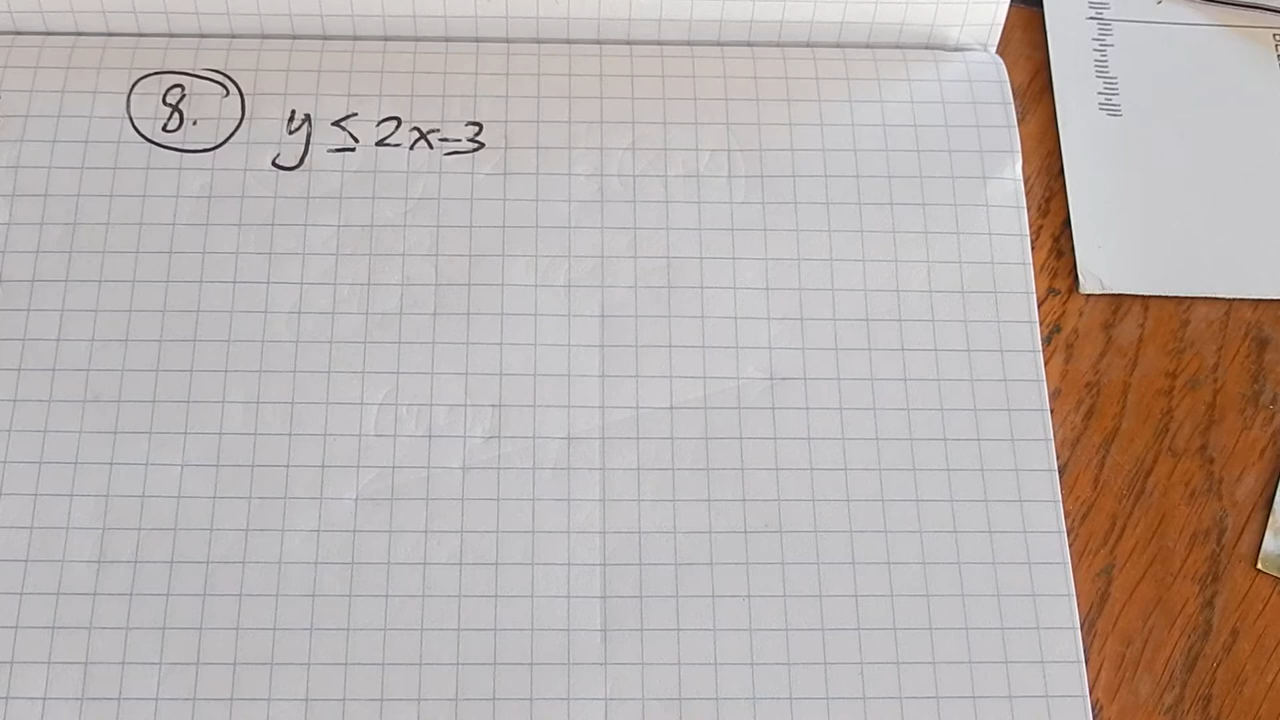 8. y ≤ 2x-3